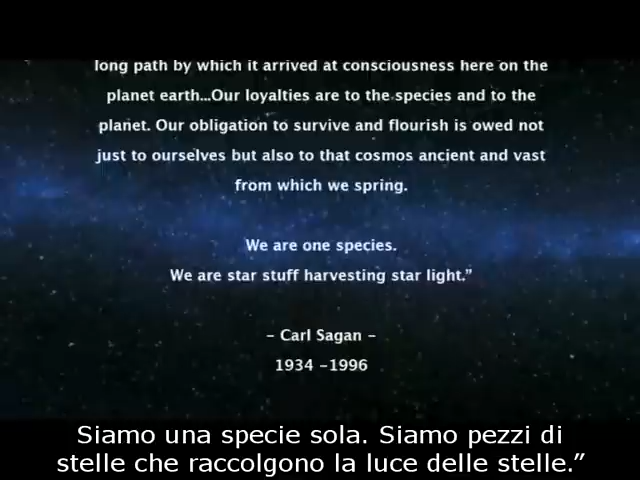 long path by which it arrived at consciousness here on the
planet earth...Our loyalties are to the species and to the
planet. Our obligation to survive and flourish is owed not
just to ourselves but also to that cosmos ancient and vast
from which we spring.
We are one species.
We are star stuff harvesting star light.”
– Carl Sagan –
1934 –1996
Siamo una specie sola. Siamo pezzi di
stelle che raccolgono la luce delle stelle.”